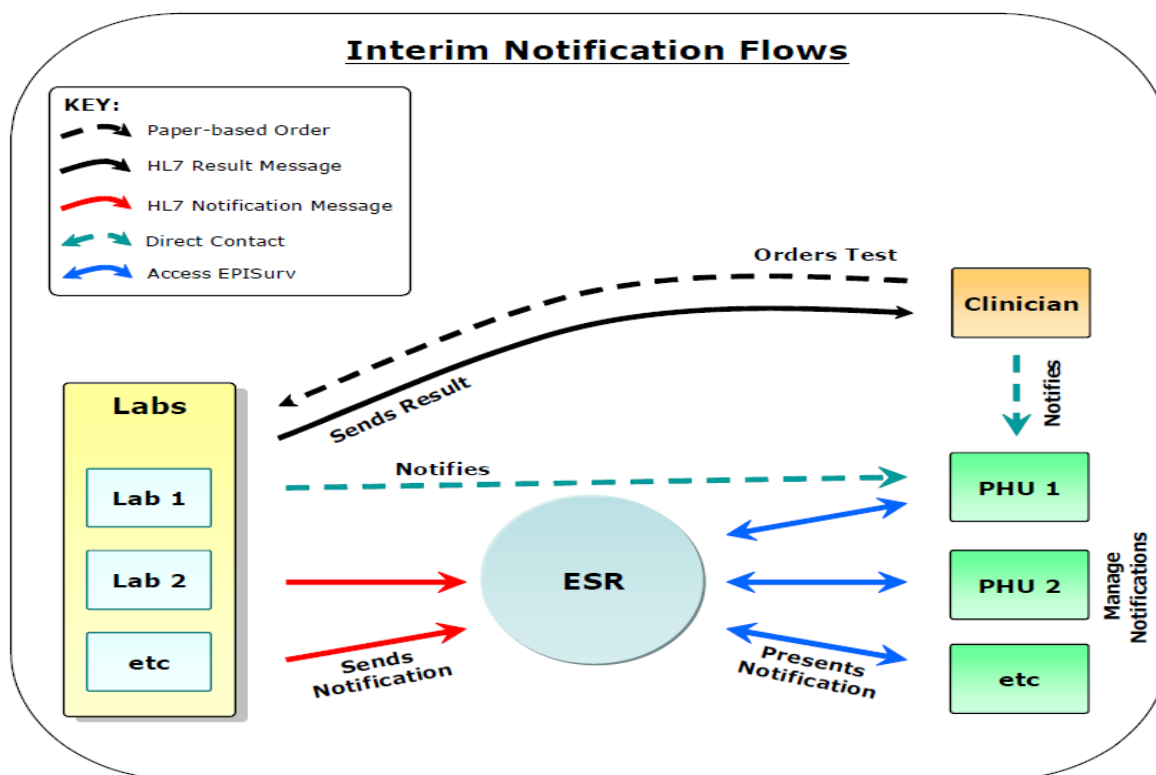 Interim Notification Flows
KEY:
Paper-based Order
HL7 Result Message
HL7 Notification Message
Direct Contact
Access EPISurv
Orders Test
Clinician
Sends Result
Notifies
Labs
Notifies
Lab 1
PHU 1
Lab 2
ESR
PHU 2
Manage
Notifications
etc
Sends
Notification
Presents
Notification
etc